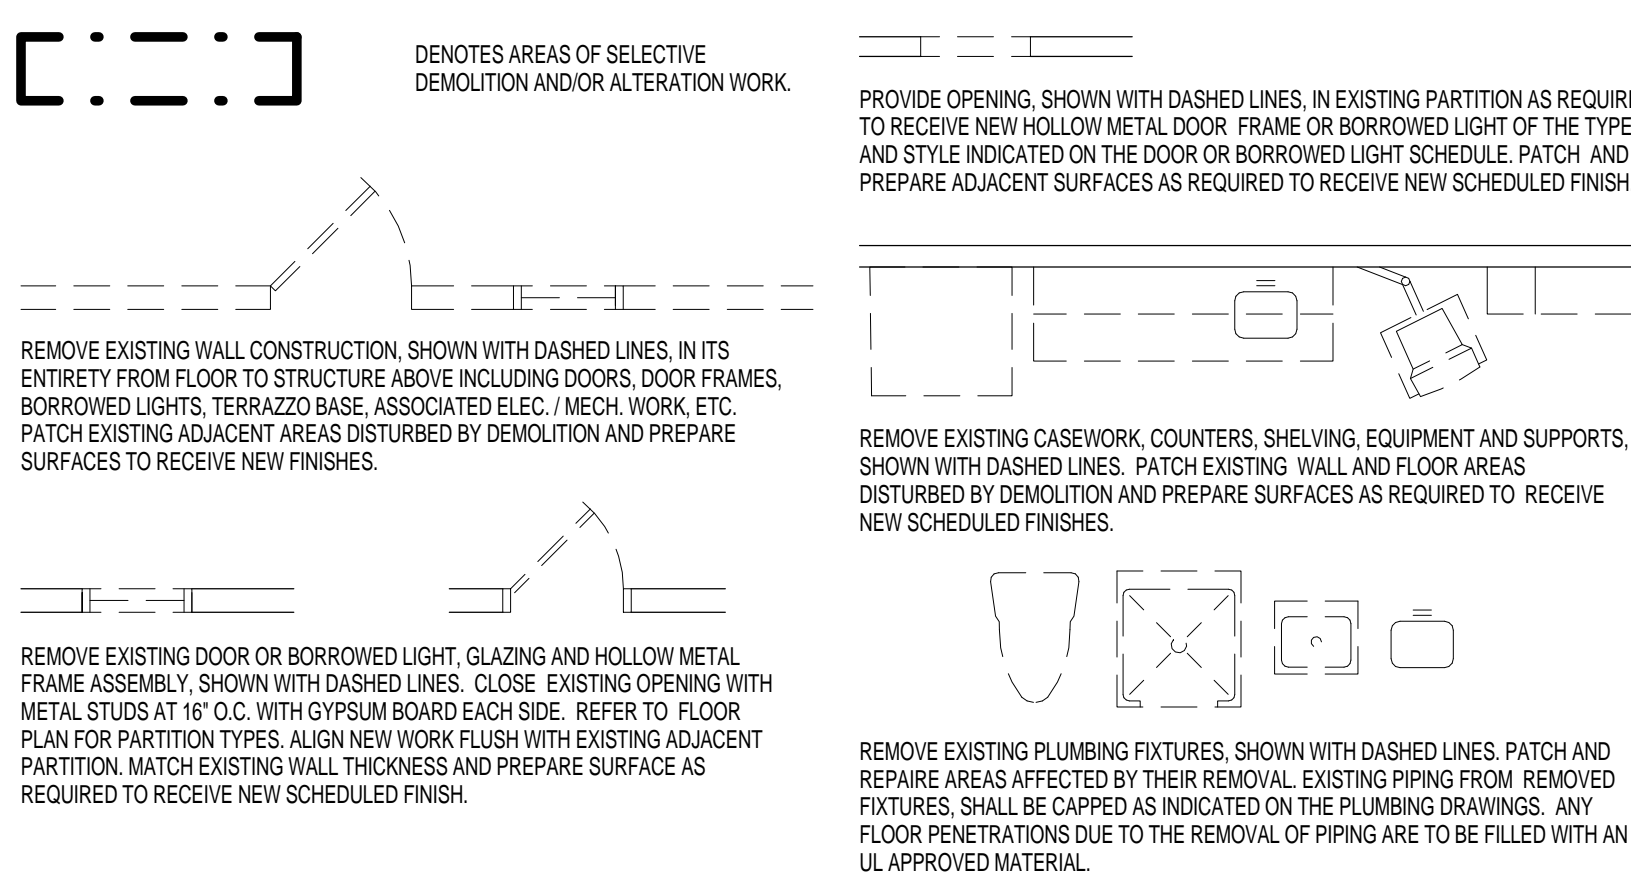 DENOTES AREAS OF SELECTIVE
DEMOLITION AND/OR ALTERATION WORK.
REMOVE EXISTING WALL CONSTRUCTION, SHOWN WITH DASHED LINES, IN ITS
ENTIRETY FROM FLOOR TO STRUCTURE ABOVE INCLUDING DOORS, DOOR FRAMES,
BORROWED LIGHTS, TERRAZZO BASE, ASSOCIATED ELEC. / MECH. WORK, ETC.
PATCH EXISTING ADJACENT AREAS DISTURBED BY DEMOLITION AND PREPARE
SURFACES TO RECEIVE NEW FINISHES.
REMOVE EXISTING DOOR OR BORROWED LIGHT, GLAZING AND HOLLOW METAL
FRAME ASSEMBLY, SHOWN WITH DASHED LINES. CLOSE EXISTING OPENING WITH
METAL STUDS AT 16" O.C. WITH GYPSUM BOARD EACH SIDE. REFER TO FLOOR
PLAN FOR PARTITION TYPES. ALIGN NEW WORK FLUSH WITH EXISTING ADJACENT
PARTITION. MATCH EXISTING WALL THICKNESS AND PREPARE SURFACE AS
REQUIRED TO RECEIVE NEW SCHEDULED FINISH.
PROVIDE OPENING, SHOWN WITH DASHED LINES, IN EXISTING PARTITION AS
TO RECEIVE NEW HOLLOW METAL DOOR FRAME OR BORROWED LIGHT OF THE TYPE
AND STYLE INDICATED ON THE DOOR OR BORROWED LIGHT SCHEDULE. PATCH AND
PREPARE ADJACENT SURFACES AS REQUIRED TO RECEIVE NEW SCHEDULED FINISH
REMOVE EXISTING CASEWORK, COUNTERS, SHELVING, EQUIPMENT AND SUPPORTS,
SHOWN WITH DASHED LINES. PATCH EXISTING WALL AND FLOOR AREAS
DISTURBED BY DEMOLITION AND PREPARE SURFACES AS REQUIRED TO RECEIVE
NEW SCHEDULED FINISHES.
REMOVE EXISTING PLUMBING FIXTURES, SHOWN WITH DASHED LINES. PATCH AND
REPAIRE AREAS AFFECTED BY THEIR REMOVAL. EXISTING PIPING FROM REMOVED
FIXTURES, SHALL BE CAPPED AS INDICATED ON THE PLUMBING DRAWINGS. ANY
FLOOR PENETRATIONS DUE TO THE REMOVAL OF PIPING ARE TO BE FILLED WITH AN
UL APPROVED MATERIAL.